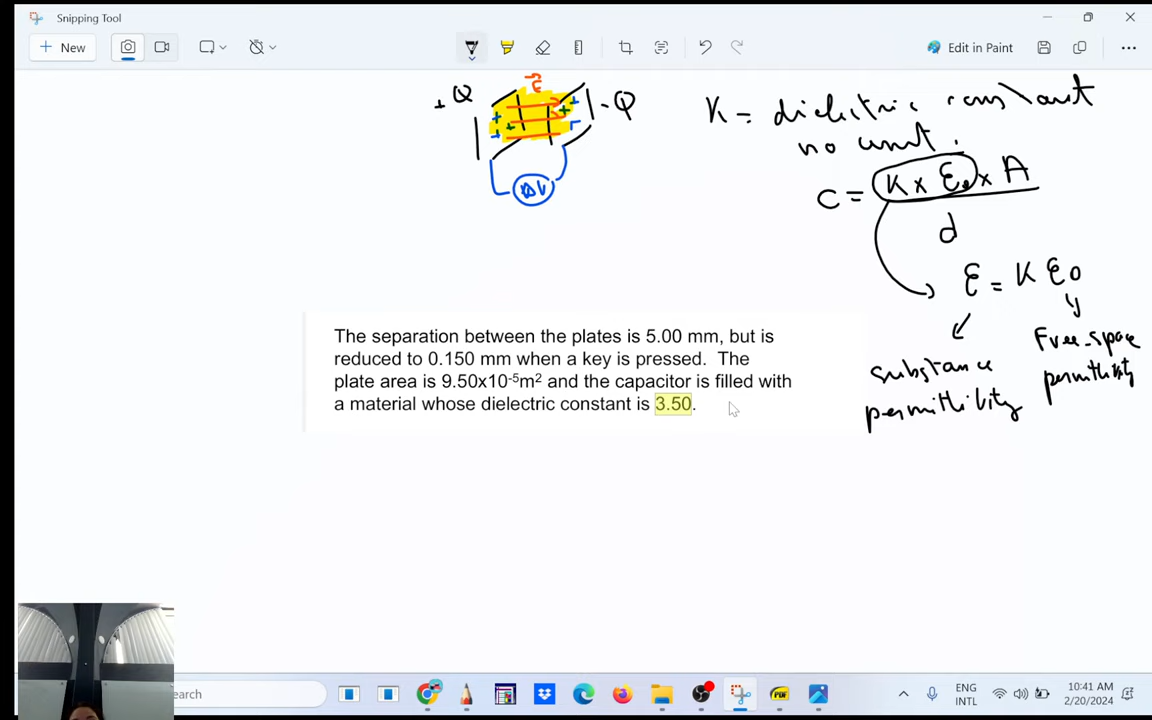 Snipping Tool
New
Edit in Paint
+Q
E
-Q
ΔV
K = dielectric constant
no unit.
C = K x ε0 x A
d
ε = K ε0
Free-space
permittibility
substance
permittibility
The separation between the plates is 5.00 mm, but is
reduced to 0.150 mm when a key is pressed. The
plate area is 9.50x10-5m2 and the capacitor is filled with
a material whose dielectric constant is 3.50.
earch
PDF
ENG
INTL
10:41 AM
2/20/2024